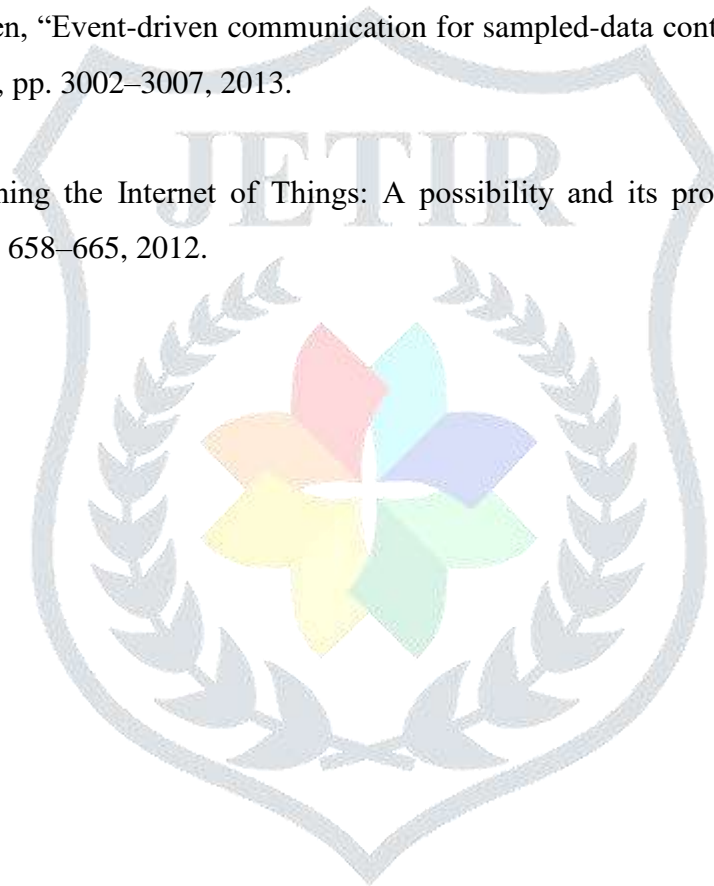 en, “Event-driven communication for sampled-data cont
, pp. 3002–3007, 2013.
JETIR
ning the Internet of Things: A possibility and its pro
658–665, 2012.